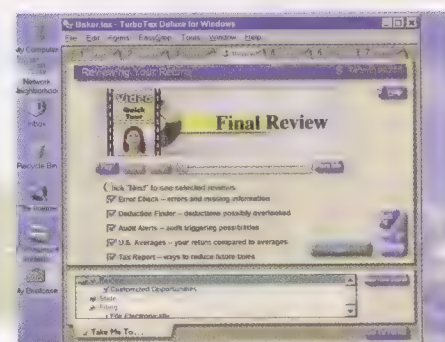 Baker.tax - TurboTax Deluxe for Windows
File Edit Forms EasyStep Tools Window Help
My Computer
Reviewing Your Return
Network Neighborhood
Video
Quick
Tour
Final Review
Inbox
Recycle Bin
Click "Next" to see selected reviews
Error Check – errors and missing information
Deduction Finder – deductions possibly overlooked
Audit Alerts – audit triggering possibilities
U.S. Averages – your return compared to averages
Tax Report – ways to reduce future taxes
My Briefcase
Review
Customized Opportunities
State
Filing
File Electronically
Take Me To...